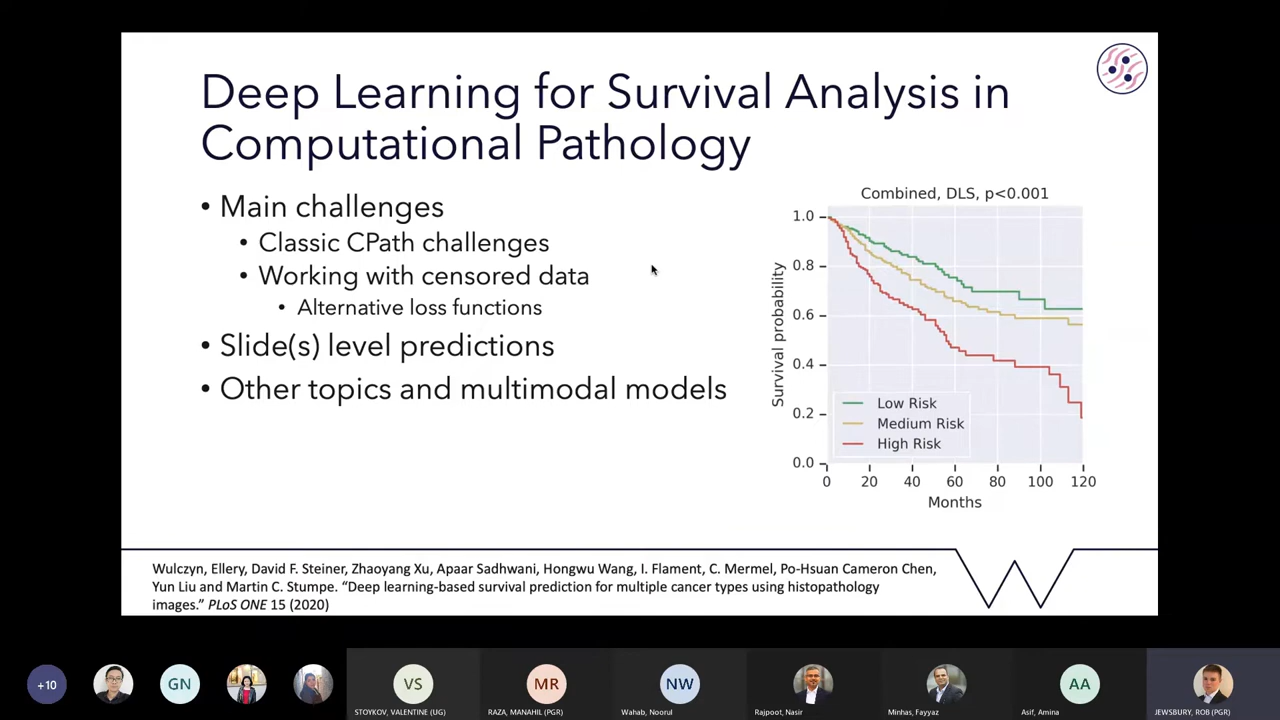 Deep Learning for Survival Analysis in
Computational Pathology
• Main challenges
• Classic CPath challenges
• Working with censored data
• Alternative loss functions
• Slide(s) level predictions
• Other topics and multimodal models
Combined, DLS, p<0.001
Survival probability
1.0
0.8
0.6
0.4
0.2
0.0
Low Risk
Medium Risk
High Risk
0 20 40 60 80 100 120
Months
Wulczyn, Ellery, David F. Steiner, Zhaoyang Xu, Apaar Sadhwani, Hongwu Wang, I. Flament, C. Mermel, Po-Hsuan Cameron Chen,
Yun Liu and Martin C. Stumpe. “Deep learning-based survival prediction for multiple cancer types using histopathology
images.” PLoS ONE 15 (2020)
+10
GN
VS
STOYKOV, VALENTINE (UG)
MR
RAZA, MANAHIL (PGR)
NW
Wahab, Noorul
Rajpoot, Nasir
Minhas, Fayyaz
AA
Asif, Amina
JEWSBURY, ROB (PGR)